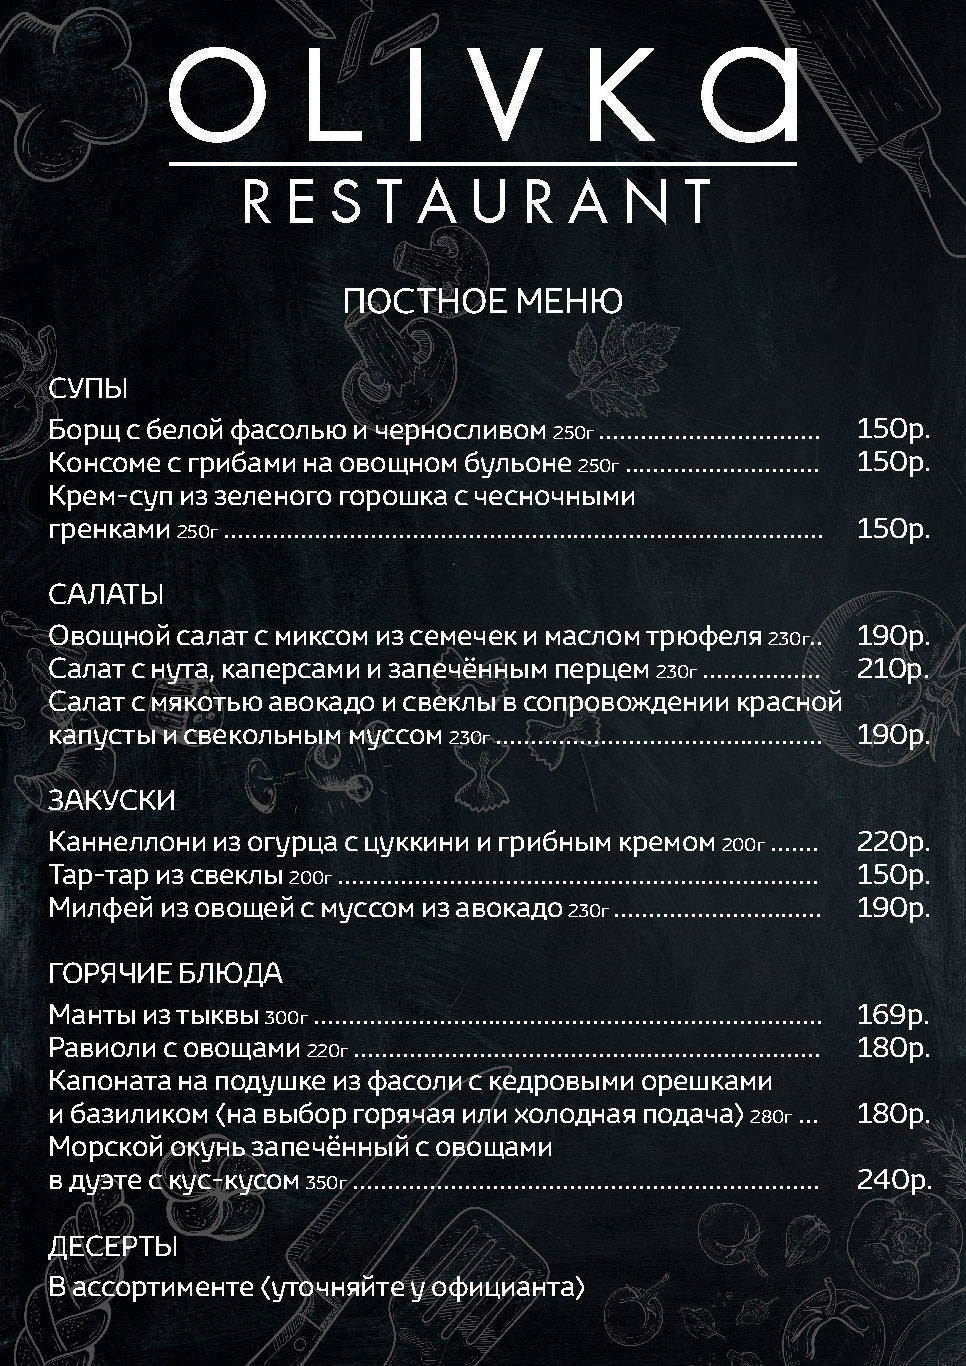 OLIVKA
RESTAURANT
ПОСТНОЕ МЕНЮ
СУПЫ
Борщ с белой фасолью и черносливом 250г ................................ 150р.
Консоме с грибами на овощном бульоне 250г ............................ 150р.
Крем-суп из зеленого горошка с чесночными
гренками 250г ...................................................................................... 150р.
САЛАТЫ
Овощной салат с миксом из семечек и маслом трюфеля 230г.. 190р.
Салат с нута, каперсами и запечённым перцем 230г ................. 210р.
Салат с мякотью авокадо и свеклы в сопровождении красной
капусты и свекольным муссом 230г ............................................... 190р.
ЗАКУСКИ
Каннеллони из огурца с цуккини и грибным кремом 200г ....... 220р.
Тар-тар из свеклы 200г ..................................................................... 150р.
Милфей из овощей с муссом из авокадо 230г .............................. 190р.
ГОРЯЧИЕ БЛЮДА
Манты из тыквы 300г ......................................................................... 169р.
Равиоли с овощами 220г ................................................................... 180р.
Капоната на подушке из фасоли с кедровыми орешками
и базиликом (на выбор горячая или холодная подача) 280г ... 180р.
Морской окунь запечённый с овощами
в дуэте с кус-кусом 350г ................................................................... 240р.
ДЕСЕРТЫ
В ассортименте (уточняйте у официанта)